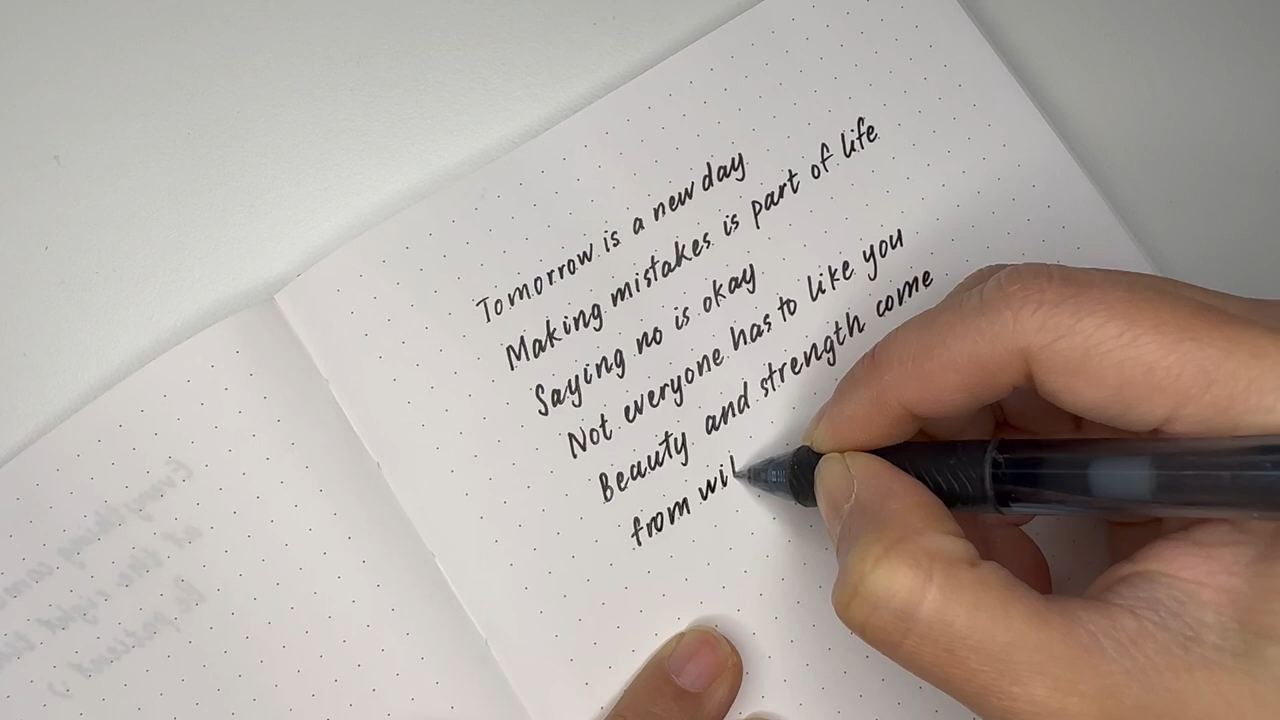 Tomorrow is a new day
Making mistakes is part of life
Saying no is okay
Not everyone has to like you
Beauty and strength come
from wi